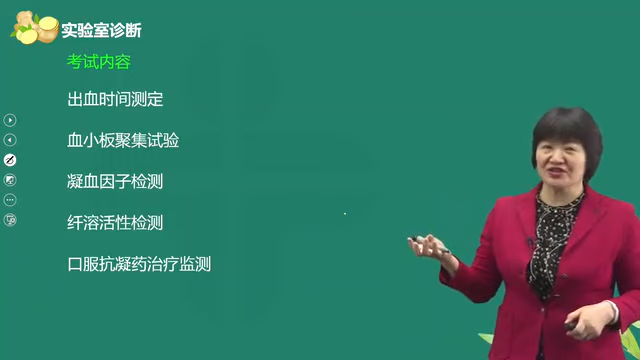 实验室诊断
考试内容
出血时间测定
血小板聚集试验
凝血因子检测
纤溶活性检测
口服抗凝药治疗监测